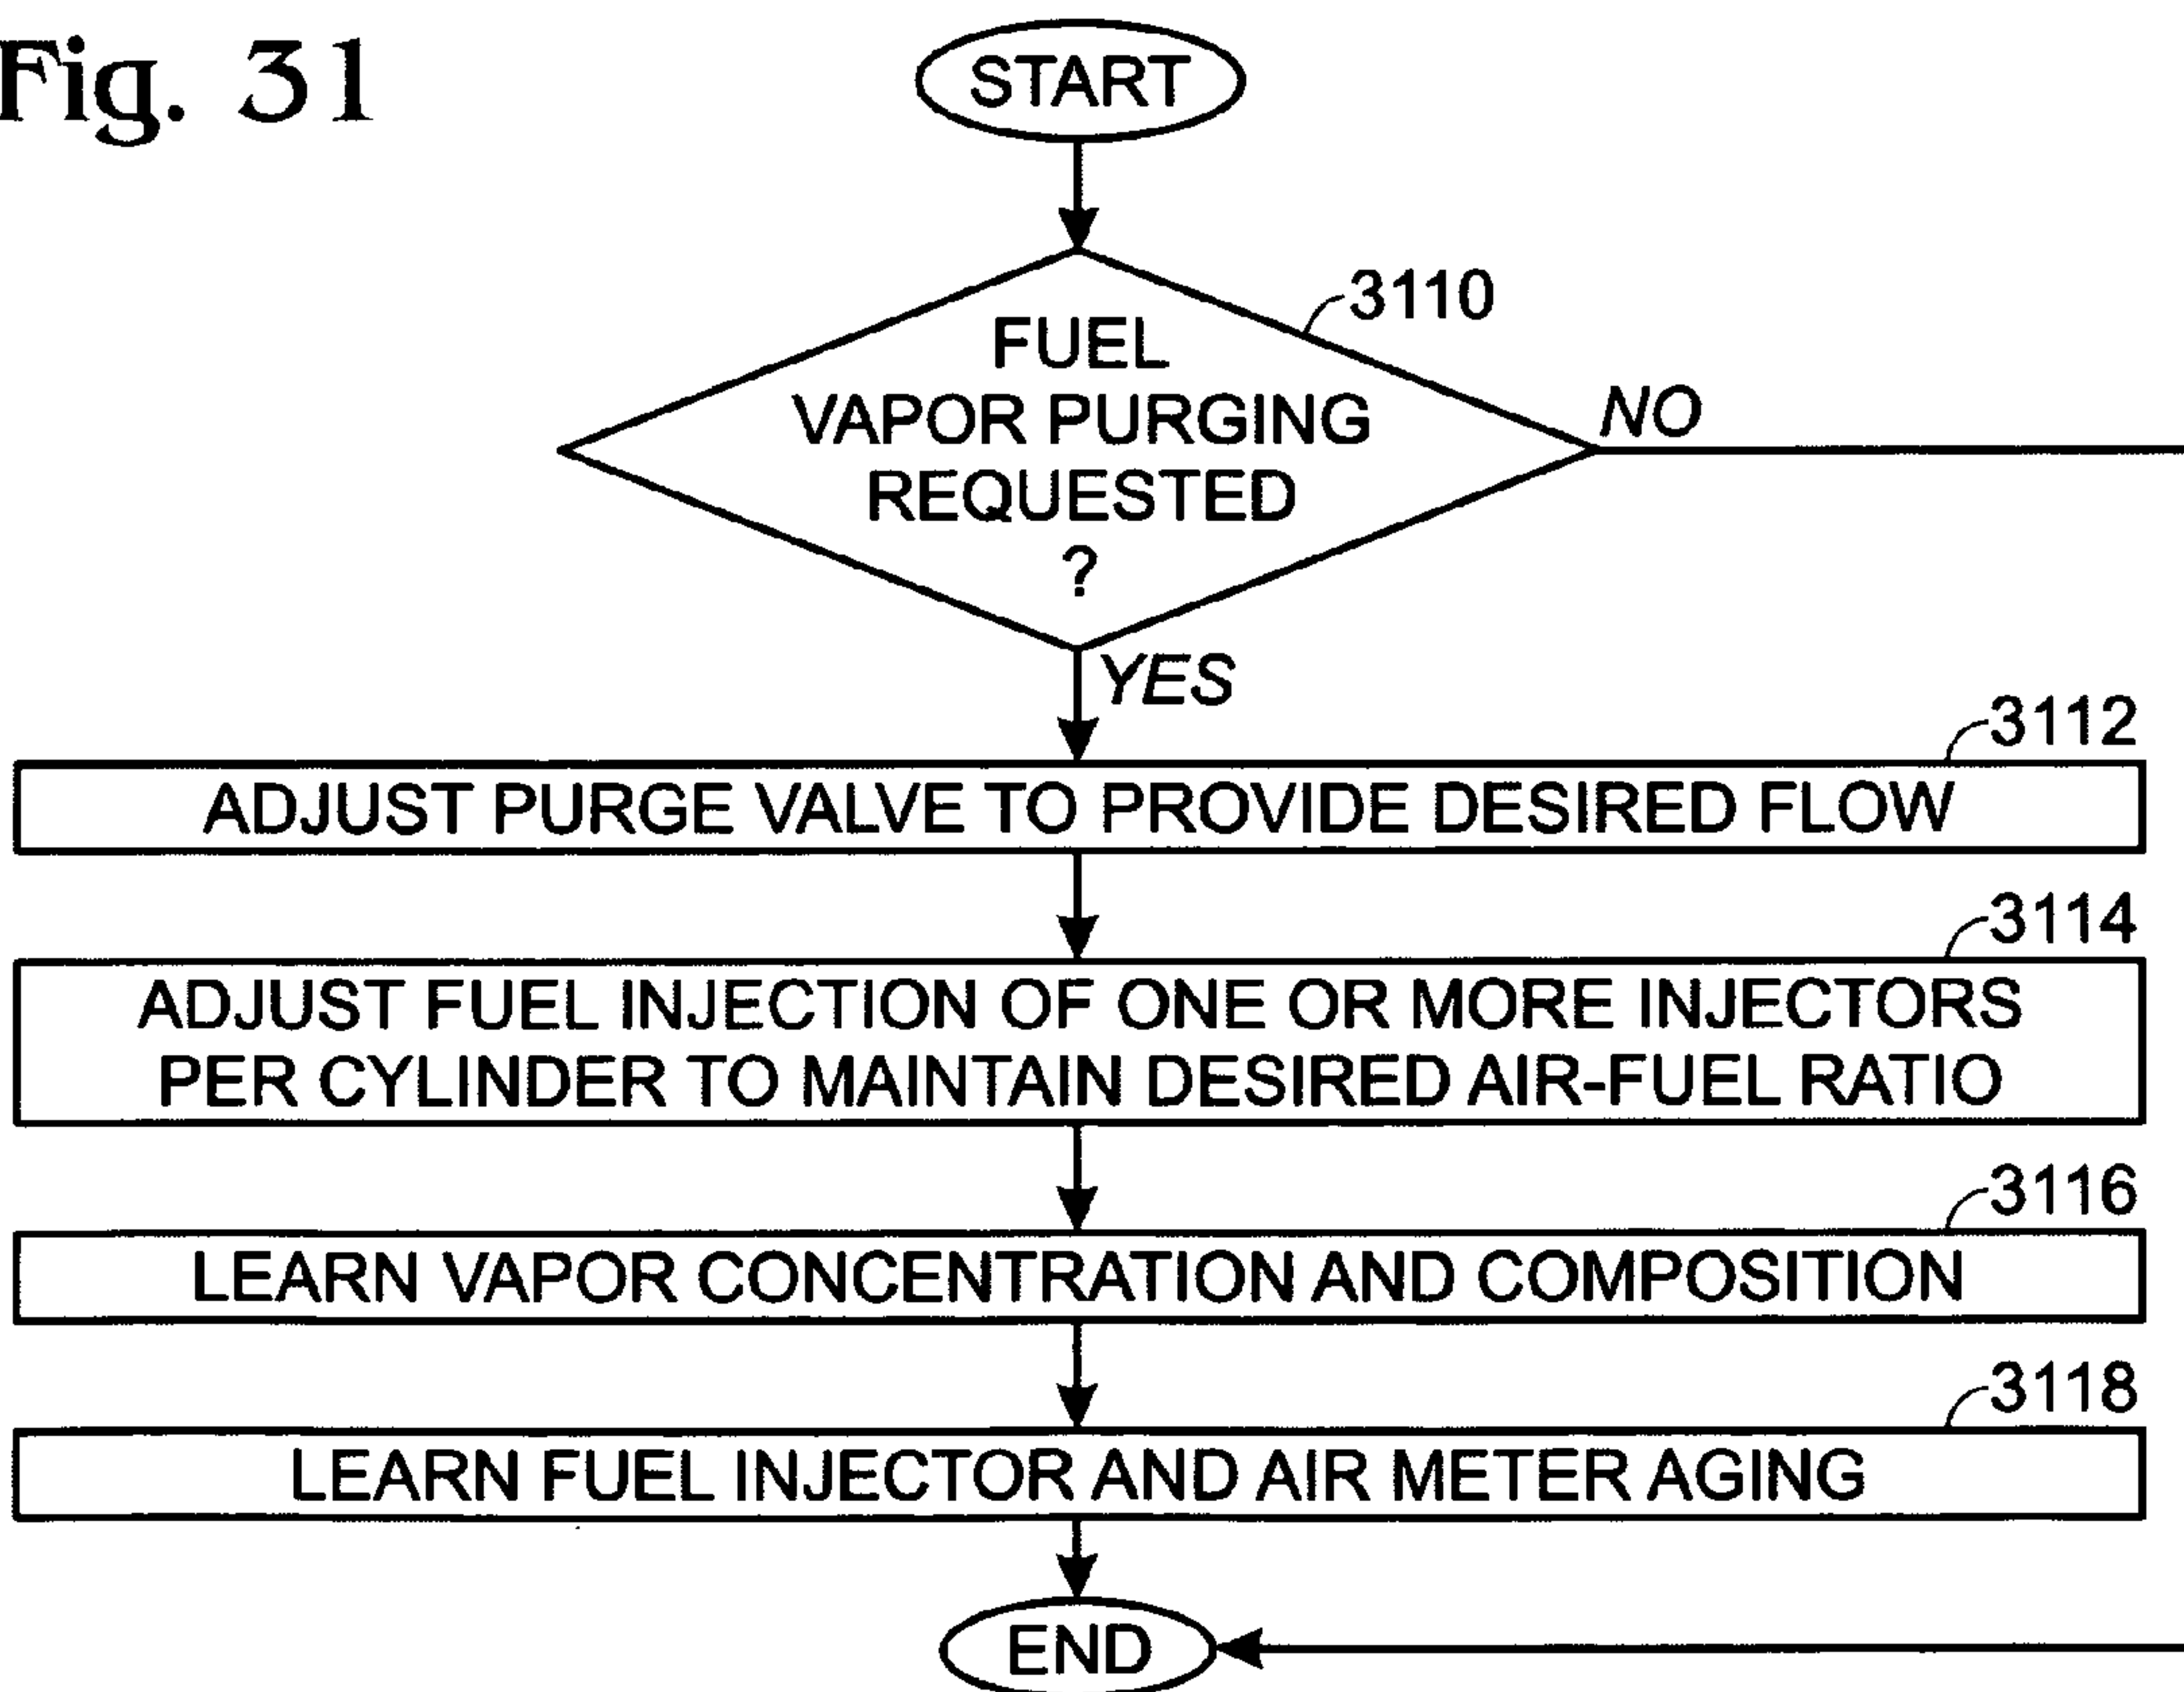 Fig. 31
START
3110
FUEL
VAPOR PURGING
REQUESTED
?
NO
YES
3112
ADJUST PURGE VALVE TO PROVIDE DESIRED FLOW
3114
ADJUST FUEL INJECTION OF ONE OR MORE INJECTORS
PER CYLINDER TO MAINTAIN DESIRED AIR-FUEL RATIO
3116
LEARN VAPOR CONCENTRATION AND COMPOSITION
3118
LEARN FUEL INJECTOR AND AIR METER AGING
END